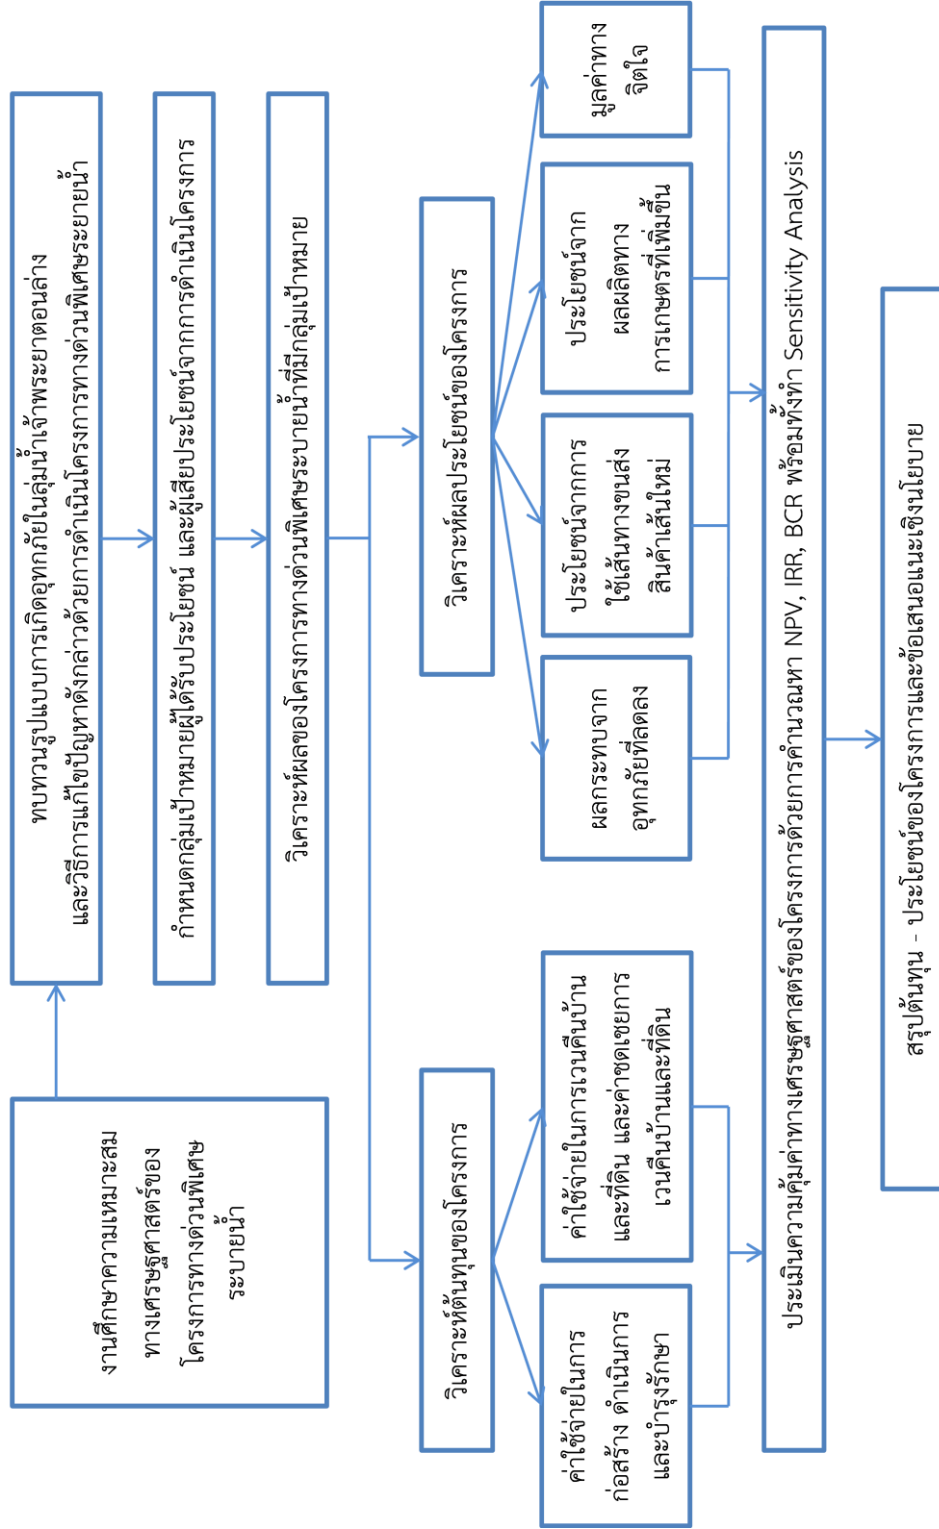 งานศึกษาความเหมาะสม
ทางเศรษฐศาสตร์ของ
โครงการทางด่วนพิเศษ
ระบายน้ำ
ทบทวนรูปแบบการเกิดอุทกภัยในลุ่มน้ำเจ้าพระยาตอนล่าง
และวิธีการแก้ไขปัญหาดังกล่าวด้วยการดำเนินโครงการทางด่วนพิเศษระยายน้ำ
กำหนดกลุ่มเป้าหมายผู้ได้รับประโยชน์ และผู้เสียประโยชน์จากการดำเนินโครงการ
วิเคราะห์ผลของโครงการทางด่วนพิเศษระบายน้ำที่มีกลุ่มเป้าหมาย
วิเคราะห์ต้นทุนของโครงการ
วิเคราะห์ผลประโยชน์ของโครงการ
ค่าใช้จ่ายในการ
ก่อสร้าง ดำเนินการ
และบำรุงรักษา
ค่าใช้จ่ายในการเวนคืนบ้าน
และที่ดิน และค่าชดเชยการ
เวนคืนบ้านและที่ดิน
ผลกระทบจาก
อุทกภัยที่ลดลง
ประโยชน์จากการ
ใช้เส้นทางขนส่ง
สินค้าเส้นใหม่
ประโยชน์จาก
ผลผลิตทาง
การเกษตรที่เพิ่มขึ้น
มูลค่าทาง
จิตใจ
ประเมินความคุ้มค่าทางเศรษฐศาสตร์ของโครงการด้วยการคำนวณหา NPV, IRR, BCR พร้อมทั้งทำ Sensitivity Analysis
สรุปต้นทุน - ประโยชน์ของโครงการและข้อเสนอแนะเชิงนโยบาย